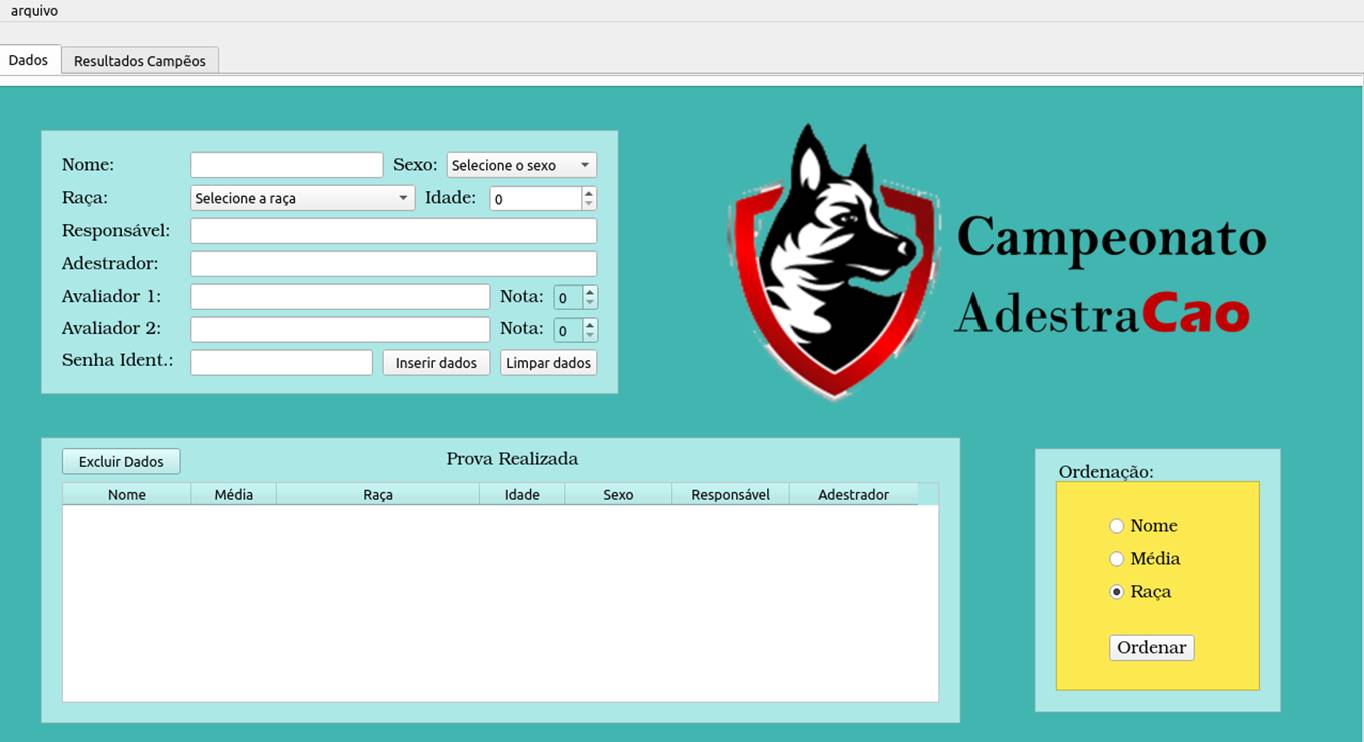 arquivo
Dados Resultados Campẽos
Nome: Sexo: Selecione o sexo
Raça: Selecione a raça Idade: 0
Responsável:
Adestrador:
Avaliador 1: Nota: 0
Avaliador 2: Nota: 0
Senha Ident.: Inserir dados Limpar dados
Campeonato
AdestraCao
Excluir Dados Prova Realizada
Nome Média Raça Idade Sexo Responsável Adestrador
Ordenação:
Nome
Média
Raça
Ordenar